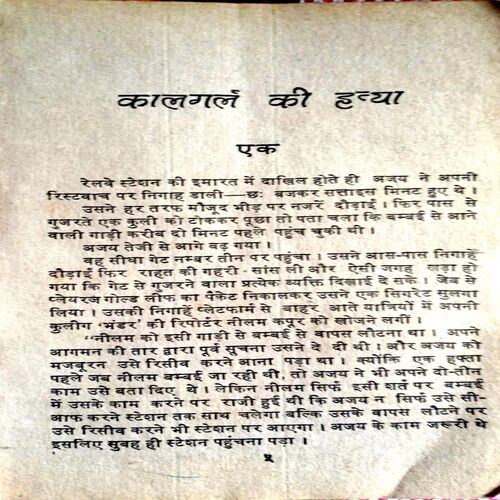 कालगर्ल की हत्या
एक
रेलवे स्टेशन की इमारत में दाखिल होते ही अजय ने अपनी
रिस्टवाच पर निगाह डाली—छः बजकर सत्ताइस मिनट हुए थे।
उसने हर तरफ मौजूद भीड़ पर नजरें दौड़ाईं। फिर पास से
गुजरते एक कुली को टोककर पूछा तो पता चला कि बम्बई से आने
वाली गाड़ी करीब दो मिनट पहले पहुंच चुकी थी।
अजय तेजी से आगे बढ़ गया।
वह सीधा गेट नम्बर तीन पर पहुंचा। उसने आस-पास निगाहें
दौड़ाईं फिर राहत की गहरी-सांस ली और ऐसी जगह खड़ा हो
गया कि गेट से गुजरने वाला प्रत्येक व्यक्ति दिखाई दे सके। जेब से
प्लेयरज गोल्ड लीफ का पैकेट निकालकर उसने एक सिगरेट सुलगा
लिया। उसकी निगाहें प्लेटफार्म से बाहर आते यात्रियों में अपनी
कुलीग 'थंडर' की रिपोर्टर नीलम कपूर को खोजने लगीं।
''नीलम को इसी गाड़ी से बम्बई से वापस लौटना था। अपने
आगमन की तार द्वारा पूर्व सूचना उसने दे दी थी। और अजय को
मजबूरन उसे रिसीव करने आना पड़ा था। क्योंकि एक हफ्ता
पहले जब नीलम बम्बई जा रही थी, तो अजय ने भी अपने दो-तीन
काम उसे बता दिए थे। लेकिन नीलम सिर्फ इसी शर्त पर बम्बई
में उसके काम करने पर राजी हुई थी कि अजय न सिर्फ उसे सी-
आफ करने स्टेशन तक साथ चलेगा बल्कि उसके वापस लौटने पर
उसे रिसीव करने भी स्टेशन पर आएगा। अजय के काम जरूरी थे
इसलिए सुबह ही स्टेशन पहुंचना पड़ा।
५